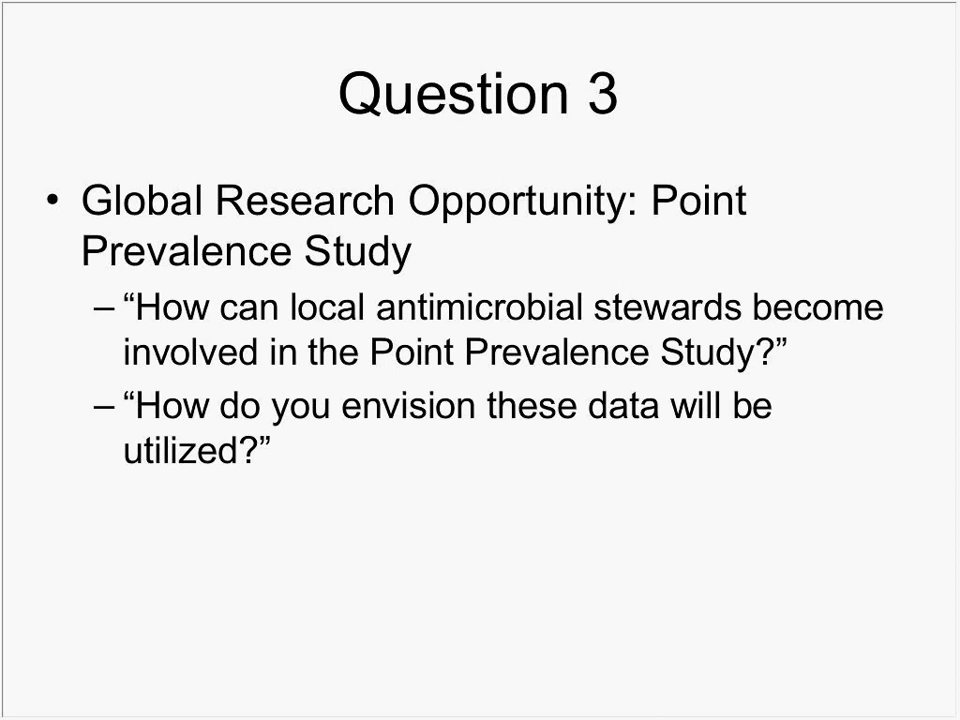 Question 3
• Global Research Opportunity: Point
Prevalence Study
– “How can local antimicrobial stewards become
involved in the Point Prevalence Study?”
– “How do you envision these data will be
utilized?”